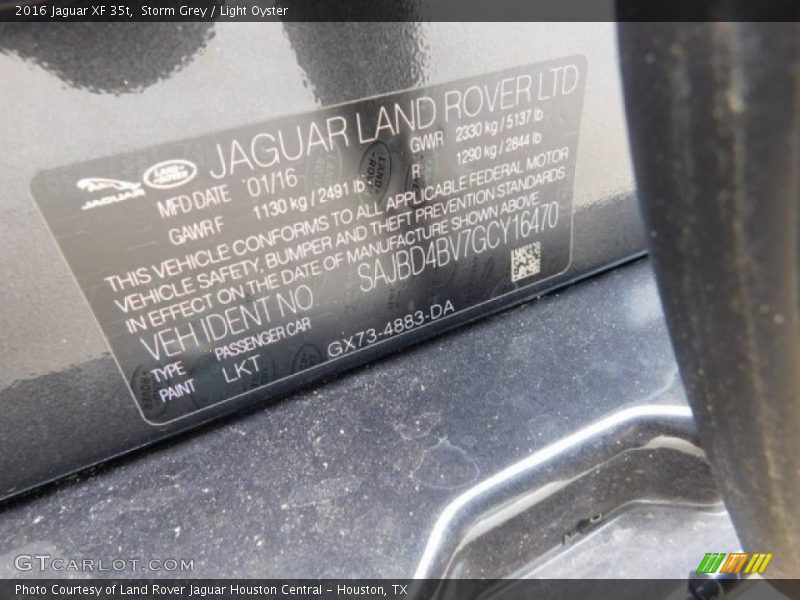 2016 Jaguar XF 35t, Storm Grey / Light Oyster
JAGUAR
LAND ROVER
JAGUAR LAND ROVER LTD
MFD DATE 01/16 GWR 2330 kg / 5137 lb
GAWR F 1130 kg / 2491 lb R 1290 kg / 2844 lb
THIS VEHICLE CONFORMS TO ALL APPLICABLE FEDERAL MOTOR
VEHICLE SAFETY, BUMPER AND THEFT PREVENTION STANDARDS
IN EFFECT ON THE DATE OF MANUFACTURE SHOWN ABOVE
VEH IDENT NO SAJBD4BV7GCY16470
TYPE PASSENGER CAR
PAINT LKT GX73-4883-DA
GTCARLOT.COM
Photo Courtesy of Land Rover Jaguar Houston Central - Houston, TX